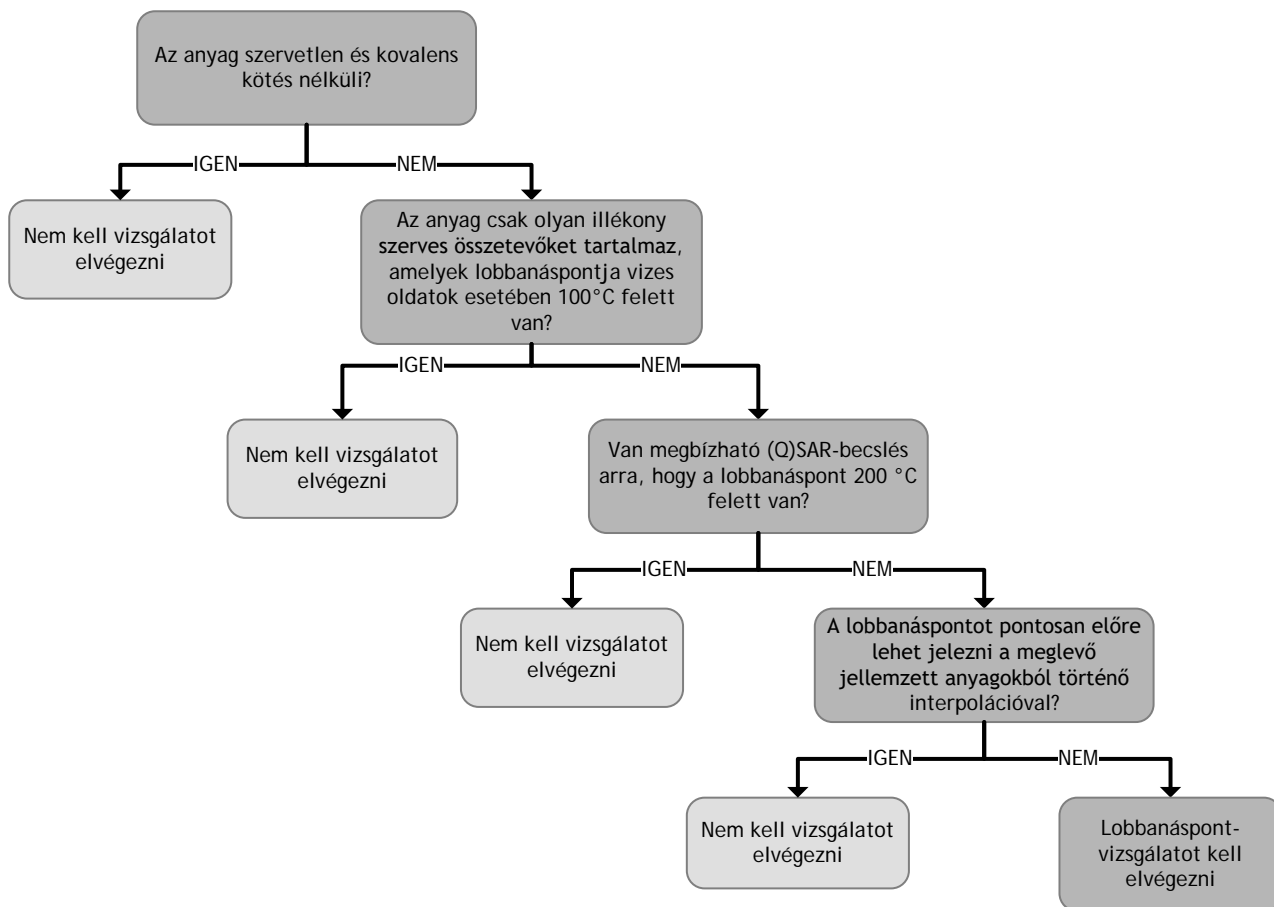 Az anyag szervetlen és kovalens
kötés nélküli?
IGEN
NEM
Nem kell vizsgálatot
elvégezni
Az anyag csak olyan illékony
szerves összetevőket tartalmaz,
amelyek lobbanáspontja vizes
oldatok esetében 100°C felett
van?
IGEN
NEM
Nem kell vizsgálatot
elvégezni
Van megbízható (Q)SAR-becslés
arra, hogy a lobbanáspont 200 °C
felett van?
IGEN
NEM
Nem kell vizsgálatot
elvégezni
A lobbanáspontot pontosan előre
lehet jelezni a meglevő
jellemzett anyagokból történő
interpolációval?
IGEN
NEM
Nem kell vizsgálatot
elvégezni
Lobbanáspont-
vizsgálatot kell
elvégezni